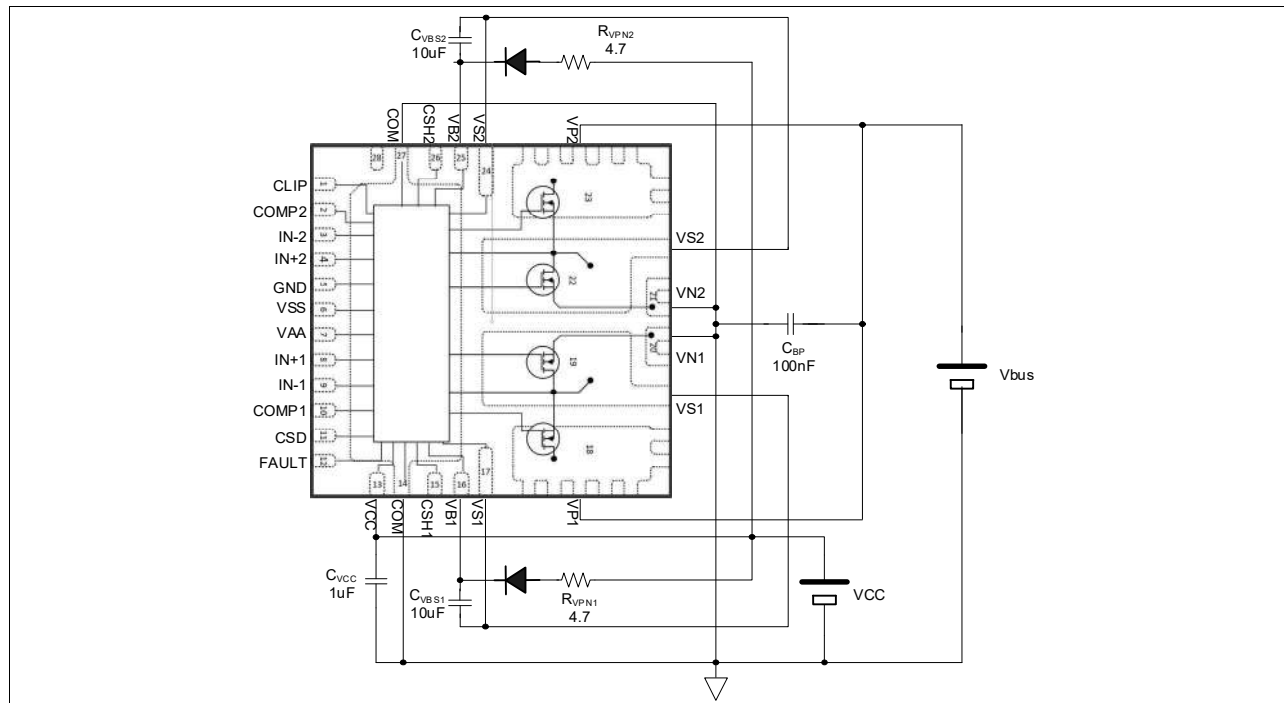 CVBS2
10uF
RVPN2
4.7
COM
CSH2
VB2
VS2
VP2
28
27
26
25
24
23
CLIP
1
COMP2
2
IN-2
3
IN+2
4
GND
5
VSS
6
VAA
7
IN+1
8
IN-1
9
COMP1
10
CSD
11
FAULT
12
VS2
22
VN2
21
VN1
20
19
VS1
18
CBP
100nF
Vbus
13
14
15
16
17
VCC
COM
CSH1
VB1
VS1
VP1
CVCC
1uF
CVBS1
10uF
RVPN1
4.7
VCC